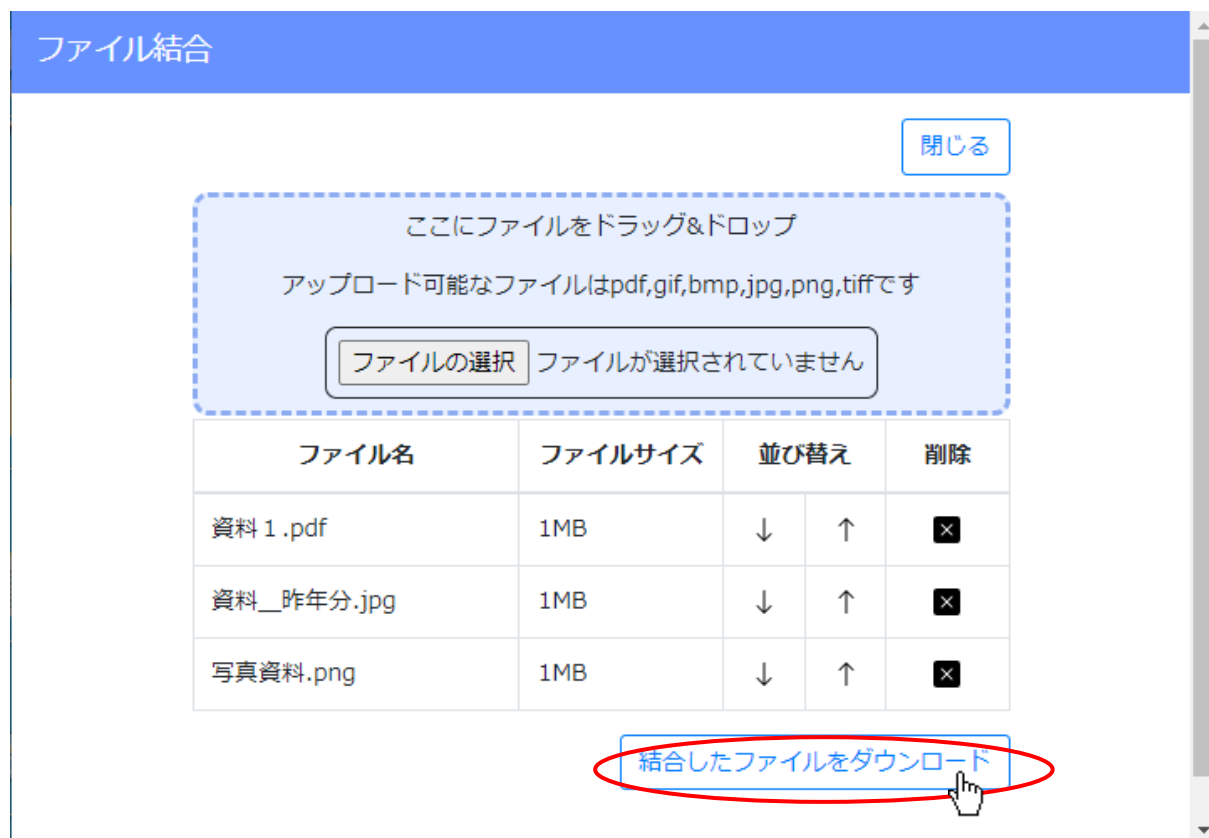 ファイル結合
閉じる
ここにファイルをドラッグ&ドロップ
アップロード可能なファイルはpdf,gif,bmp,jpg,png,tiffです
ファイルの選択 ファイルが選択されていません
ファイル名 ファイルサイズ 並び替え 削除
資料１.pdf 1MB ↓ ↑
資料__昨年分.jpg 1MB ↓ ↑
写真資料.png 1MB ↓ ↑
結合したファイルをダウンロード